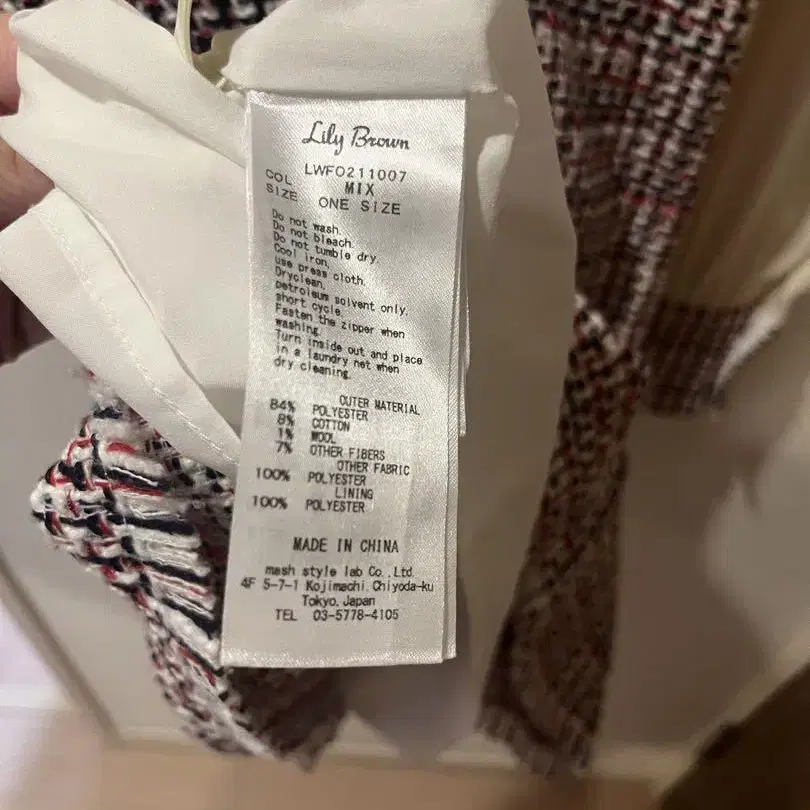 Lily Brown
LWFO211007
COL MIX
SIZE ONE SIZE
Do not wash.
Do not bleach.
Do not tumble dry.
Cool iron.
use press cloth.
Dryclean,
petroleum solvent only,
short cycle.
Fasten the zipper when
washing.
Turn inside out and place
in a laundry net when
dry cleaning.
OUTER MATERIAL
84% POLYESTER
8% COTTON
1% WOOL
7% OTHER FIBERS
OTHER FABRIC
100% POLYESTER
LINING
100% POLYESTER
MADE IN CHINA
mash style lab Co.,Ltd.
4F 5-7-1 Kojimachi, Chiyoda-ku
Tokyo, Japan
TEL 03-5778-4105